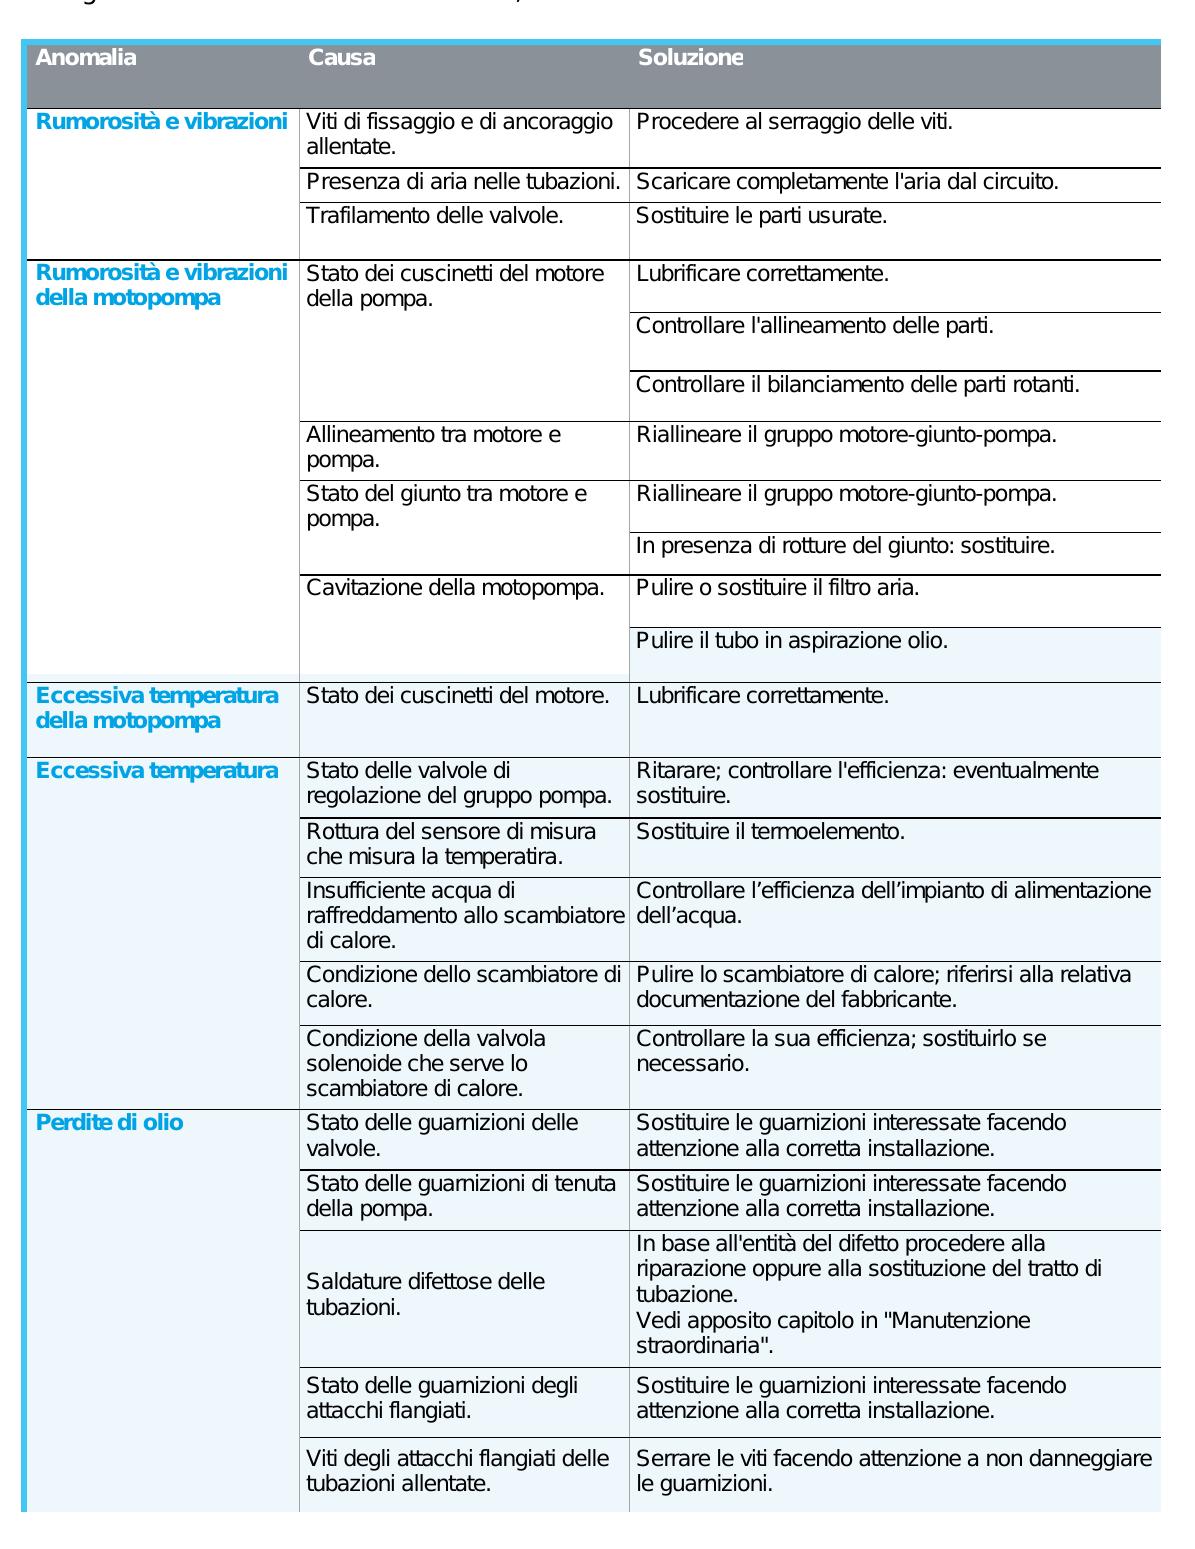 Anomalia Causa Soluzione
Rumorosità e vibrazioni Viti di fissaggio e di ancoraggio Procedere al serraggio delle viti.
allentate.
Presenza di aria nelle tubazioni. Scaricare completamente l'aria dal circuito.
Trafilamento delle valvole. Sostituire le parti usurate.
Rumorosità e vibrazioni Stato dei cuscinetti del motore Lubrificare correttamente.
della motopompa della pompa.
Controllare l'allineamento delle parti.
Controllare il bilanciamento delle parti rotanti.
Allineamento tra motore e Riallineare il gruppo motore-giunto-pompa.
pompa.
Stato del giunto tra motore e Riallineare il gruppo motore-giunto-pompa.
pompa.
In presenza di rotture del giunto: sostituire.
Cavitazione della motopompa. Pulire o sostituire il filtro aria.
Pulire il tubo in aspirazione olio.
Eccessiva temperatura Stato dei cuscinetti del motore. Lubrificare correttamente.
della motopompa
Eccessiva temperatura Stato delle valvole di Ritarare; controllare l'efficienza: eventualmente
regolazione del gruppo pompa. sostituire.
Rottura del sensore di misura Sostituire il termoelemento.
che misura la temperatira.
Insufficiente acqua di Controllare l’efficienza dell’impianto di alimentazione
raffreddamento allo scambiatore dell’acqua.
di calore.
Condizione dello scambiatore di Pulire lo scambiatore di calore; riferirsi alla relativa
calore. documentazione del fabbricante.
Condizione della valvola Controllare la sua efficienza; sostituirlo se
solenoide che serve lo necessario.
scambiatore di calore.
Perdite di olio Stato delle guarnizioni delle Sostituire le guarnizioni interessate facendo
valvole. attenzione alla corretta installazione.
Stato delle guarnizioni di tenuta Sostituire le guarnizioni interessate facendo
della pompa. attenzione alla corretta installazione.
In base all'entità del difetto procedere alla
riparazione oppure alla sostituzione del tratto di
Saldature difettose delle tubazione.
tubazioni. Vedi apposito capitolo in "Manutenzione
straordinaria".
Stato delle guarnizioni degli Sostituire le guarnizioni interessate facendo
attacchi flangiati. attenzione alla corretta installazione.
Viti degli attacchi flangiati delle Serrare le viti facendo attenzione a non danneggiare
tubazioni allentate. le guarnizioni.